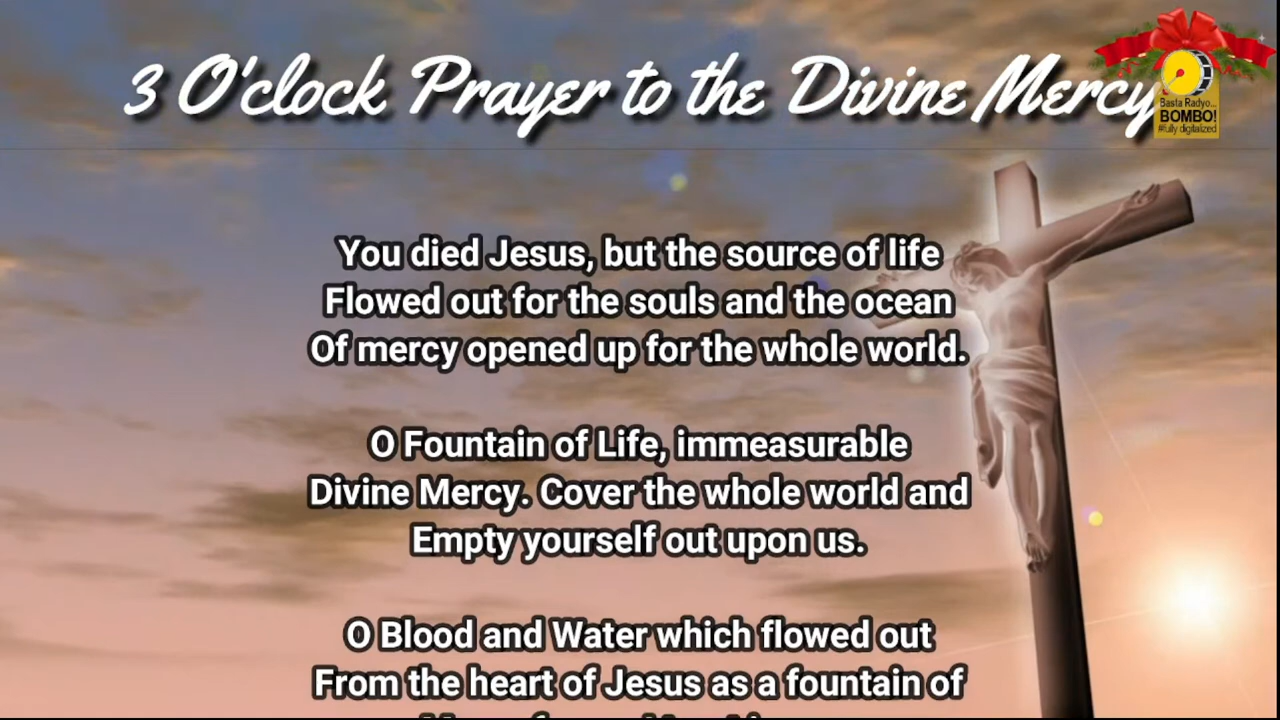 3 O'clock Prayer to the Divine Mercy
Basta Radyo...
BOMBO!
#fully digitalized
You died Jesus, but the source of life
Flowed out for the souls and the ocean
Of mercy opened up for the whole world.
O Fountain of Life, immeasurable
Divine Mercy. Cover the whole world and
Empty yourself out upon us.
O Blood and Water which flowed out
From the heart of Jesus as a fountain of